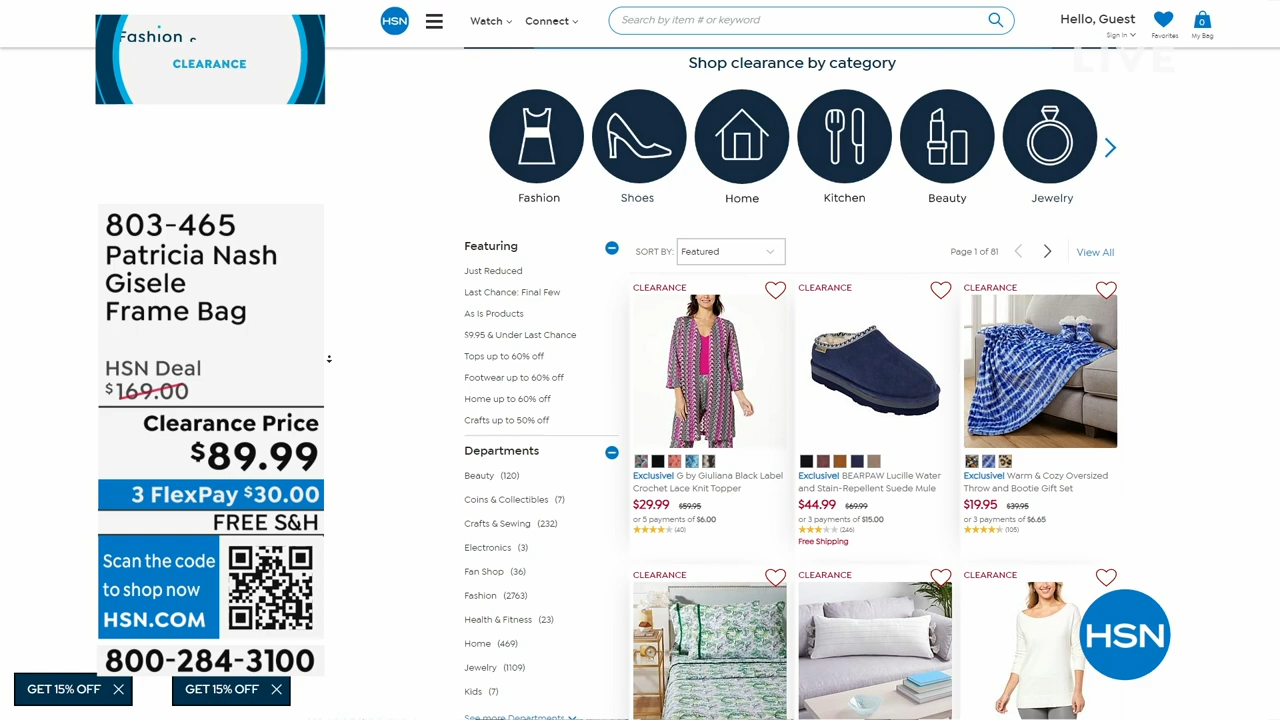 Fashion
CLEARANCE
803-465
Patricia Nash
Gisele
Frame Bag
HSN Deal
$169.00
Clearance Price
$89.99
3 FlexPay $30.00
FREE S&H
Scan the code
to shop now
HSN.COM
800-284-3100
GET 15% OFF
GET 15% OFF
HSN
Watch
Connect
Search by item # or keyword
Hello, Guest
Sign In
Favorites
0
My Bag
LIVE
Shop clearance by category
Fashion
Shoes
Home
Kitchen
Beauty
Jewelry
Featuring
Just Reduced
Last Chance: Final Few
As Is Products
$9.95 & Under Last Chance
Tops up to 60% off
Footwear up to 60% off
Home up to 60% off
Crafts up to 50% off
Departments
Beauty (120)
Coins & Collectibles (7)
Crafts & Sewing (232)
Electronics (3)
Fan Shop (36)
Fashion (2763)
Health & Fitness (23)
Home (469)
Jewelry (1109)
Kids (7)
See more Departments
SORT BY: Featured
Page 1 of 81
View All
CLEARANCE
Exclusive! G by Giuliana Black Label
Crochet Lace Knit Topper
$29.99 $59.95
or 5 payments of $6.00
(40)
CLEARANCE
Exclusive! BEARPAW Lucille Water
and Stain-Repellent Suede Mule
$44.99 $69.99
or 3 payments of $15.00
(246)
Free Shipping
CLEARANCE
Exclusive! Warm & Cozy Oversized
Throw and Bootie Gift Set
$19.95 $39.95
or 3 payments of $6.65
(105)
CLEARANCE
CLEARANCE
CLEARANCE
HSN